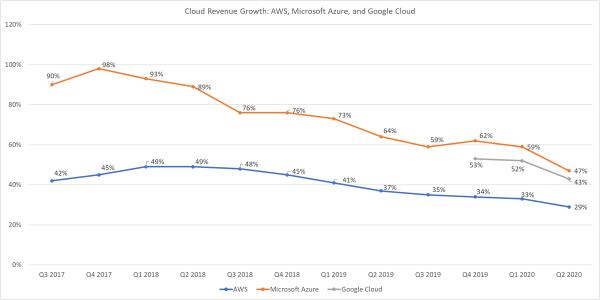 Cloud Revenue Growth: AWS, Microsoft Azure, and Google Cloud
120%
100%
80%
60%
40%
20%
0%
90%
98%
93%
89%
76%
76%
73%
64%
59%
62%
59%
47%
53%
52%
43%
42%
45%
49%
49%
48%
45%
41%
37%
35%
34%
33%
29%
Q3 2017
Q4 2017
Q1 2018
Q2 2018
Q3 2018
Q4 2018
Q1 2019
Q2 2019
Q3 2019
Q4 2019
Q1 2020
Q2 2020
AWS
Microsoft Azure
Google Cloud